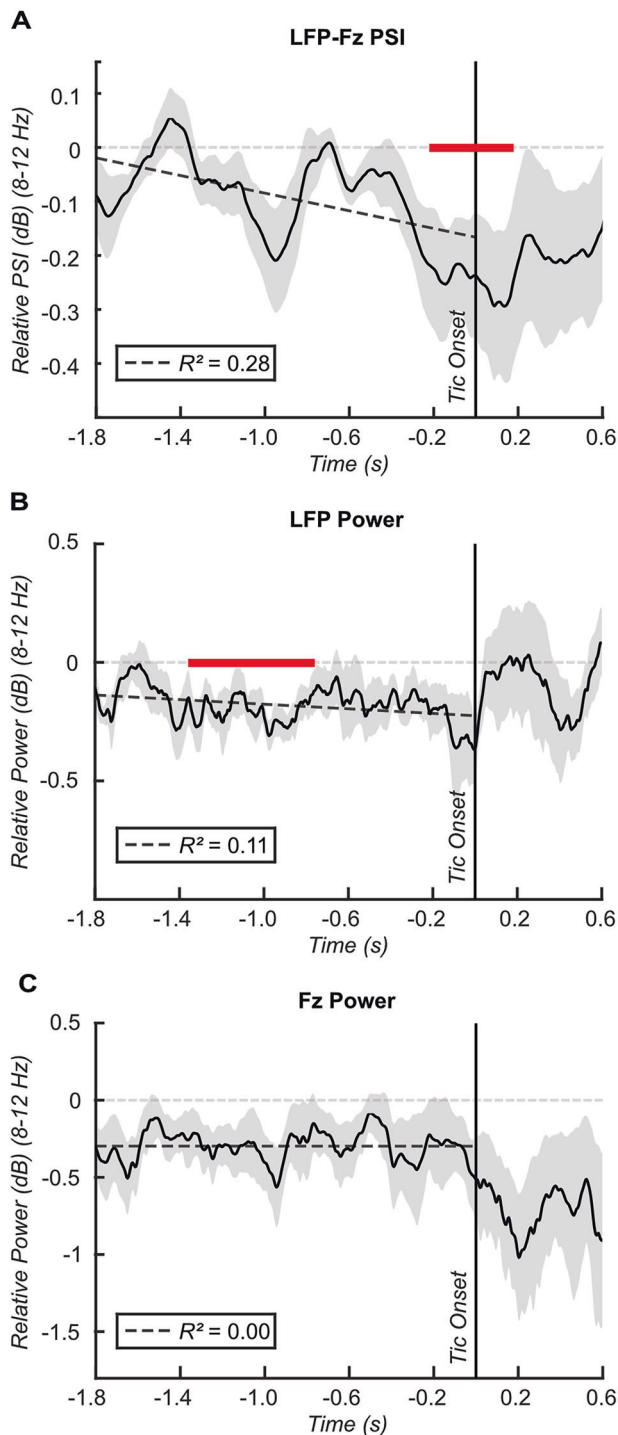 A
LFP-Fz PSI
Relative PSI (dB) (8-12 Hz)
0.1
0
-0.1
-0.2
-0.3
-0.4
Tic Onset
R² = 0.28
-1.8 -1.4 -1.0 -0.6 -0.2 0.2 0.6
Time (s)
B
LFP Power
Relative Power (dB) (8-12 Hz)
0.5
0
-0.5
Tic Onset
R² = 0.11
-1.8 -1.4 -1.0 -0.6 -0.2 0.2 0.6
Time (s)
C
Fz Power
Relative Power (dB) (8-12 Hz)
0.5
0
-0.5
-1
-1.5
Tic Onset
R² = 0.00
-1.8 -1.4 -1.0 -0.6 -0.2 0.2 0.6
Time (s)